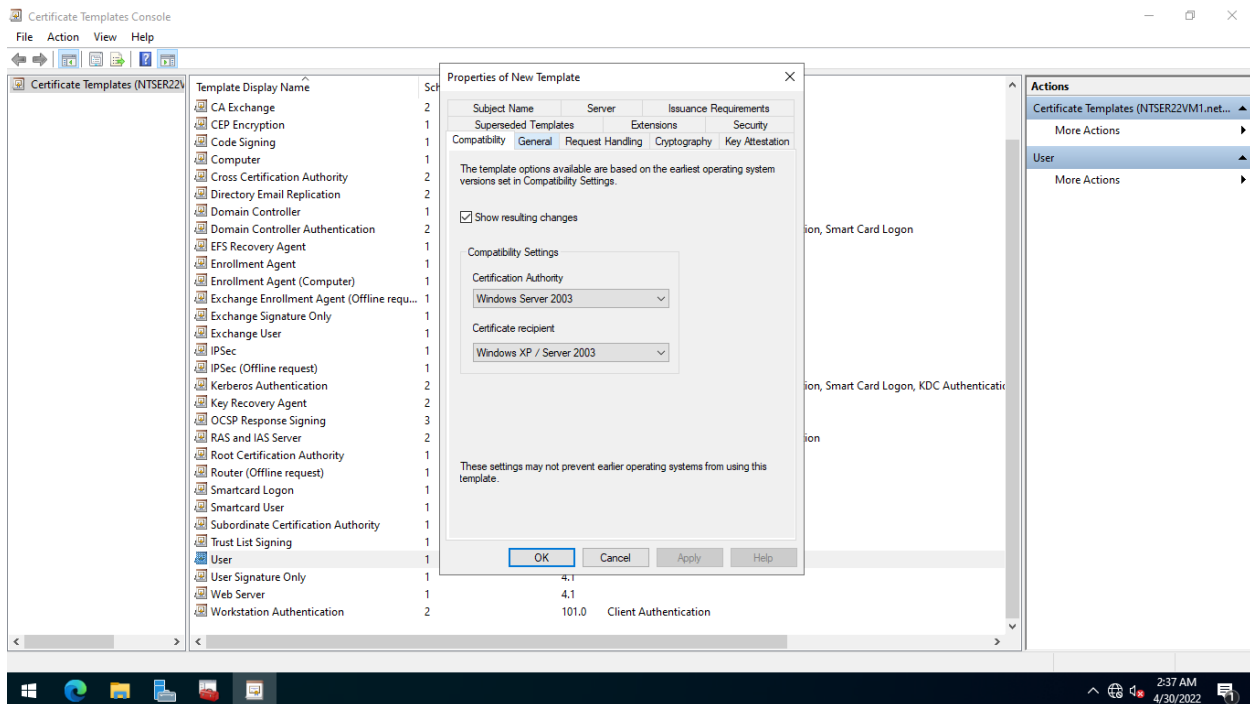 Certificate Templates Console
File Action View Help
Certificate Templates (NTSER22V
Template Display Name Sch
CA Exchange 2
CEP Encryption 1
Code Signing 1
Computer 1
Cross Certification Authority 2
Directory Email Replication 2
Domain Controller 1
Domain Controller Authentication 2 ion, Smart Card Logon
EFS Recovery Agent 1
Enrollment Agent 1
Enrollment Agent (Computer) 1
Exchange Enrollment Agent (Offline requ... 1
Exchange Signature Only 1
Exchange User 1
IPSec 1
IPSec (Offline request) 1
Kerberos Authentication 2 ion, Smart Card Logon, KDC Authenticatio
Key Recovery Agent 2
OCSP Response Signing 3
RAS and IAS Server 2 ion
Root Certification Authority 1
Router (Offline request) 1
Smartcard Logon 1
Smartcard User 1
Subordinate Certification Authority 1
Trust List Signing 1
User 1
User Signature Only 1 4.1
Web Server 1 4.1
Workstation Authentication 2 101.0 Client Authentication
Properties of New Template
Subject Name Server Issuance Requirements
Superseded Templates Extensions Security
Compatibility General Request Handling Cryptography Key Attestation
The template options available are based on the earliest operating system
versions set in Compatibility Settings.
Show resulting changes
Compatibility Settings
Certification Authority
Windows Server 2003
Certificate recipient
Windows XP / Server 2003
These settings may not prevent earlier operating systems from using this
template.
OK Cancel Apply Help
Actions
Certificate Templates (NTSER22VM1.net...
More Actions
User
More Actions
2:37 AM
4/30/2022
1